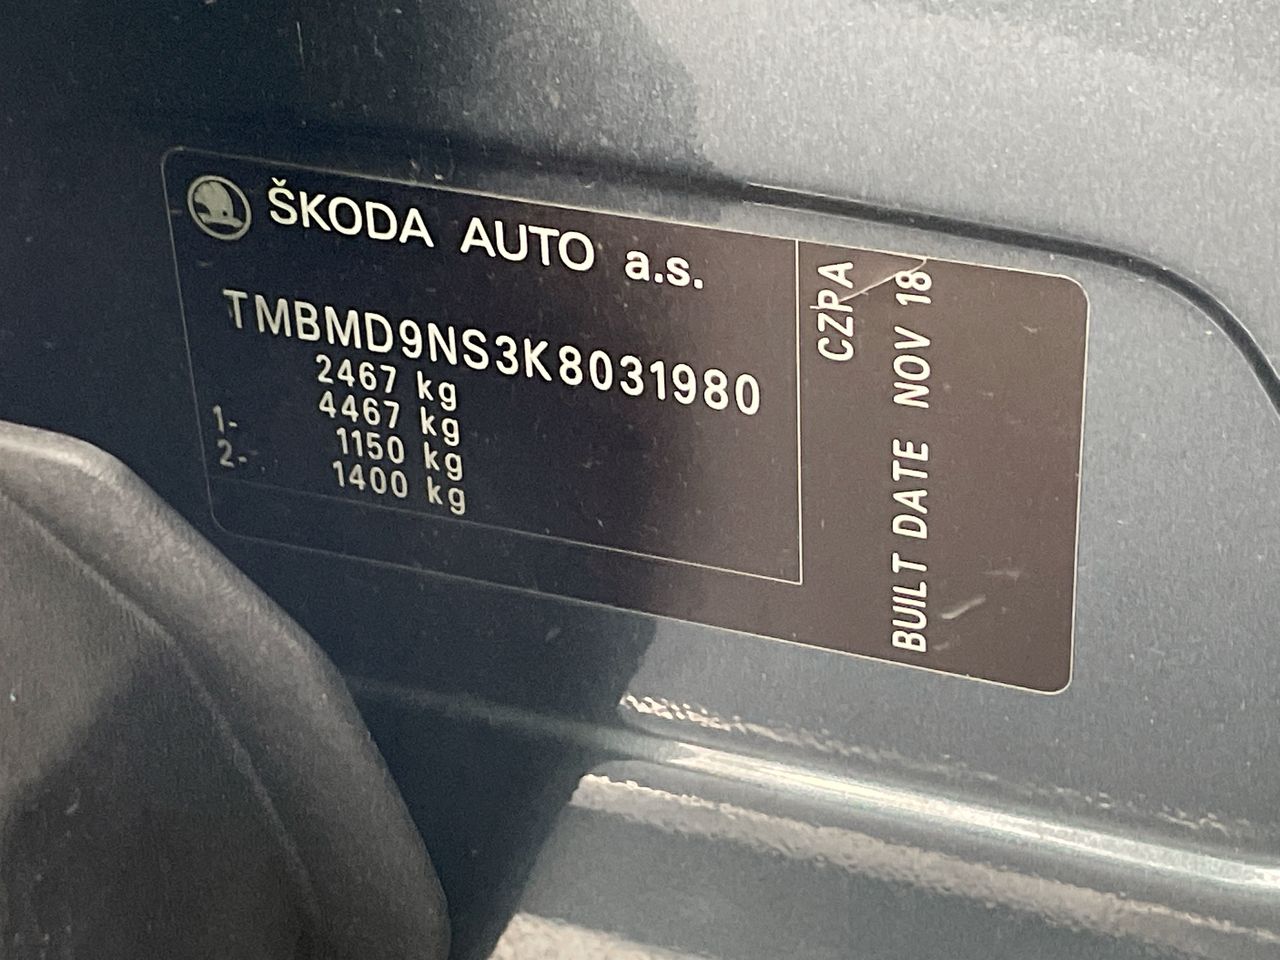 ŠKODA AUTO a.s.
TMBMD9NS3K8031980
2467 kg
4467 kg
1- 1150 kg
2- 1400 kg
CZPA
BUILT DATE NOV 18